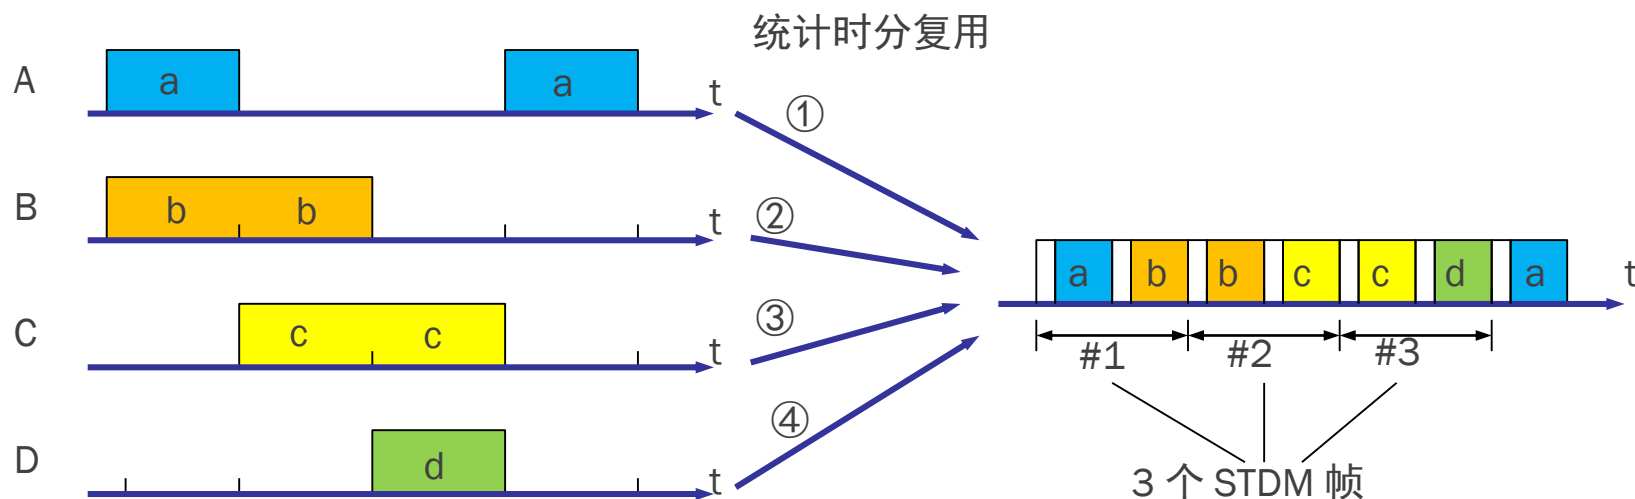 统计时分复用
A a a t
①
B b b t
②
a b b c c d a t
C c c t
③
#1 #2 #3
④
D d t
3 个 STDM 帧